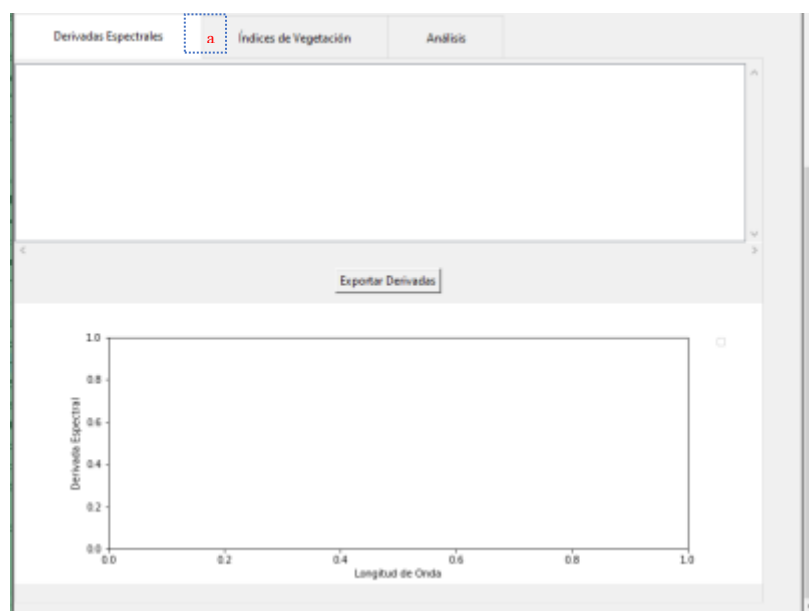 Derivadas Espectrales a Índices de Vegetación Análisis
Exportar Derivadas
1.0
0.8
0.6
0.4
0.2
0.0
Derivada Espectral
0.0 0.2 0.4 0.6 0.8 1.0
Longitud de Onda